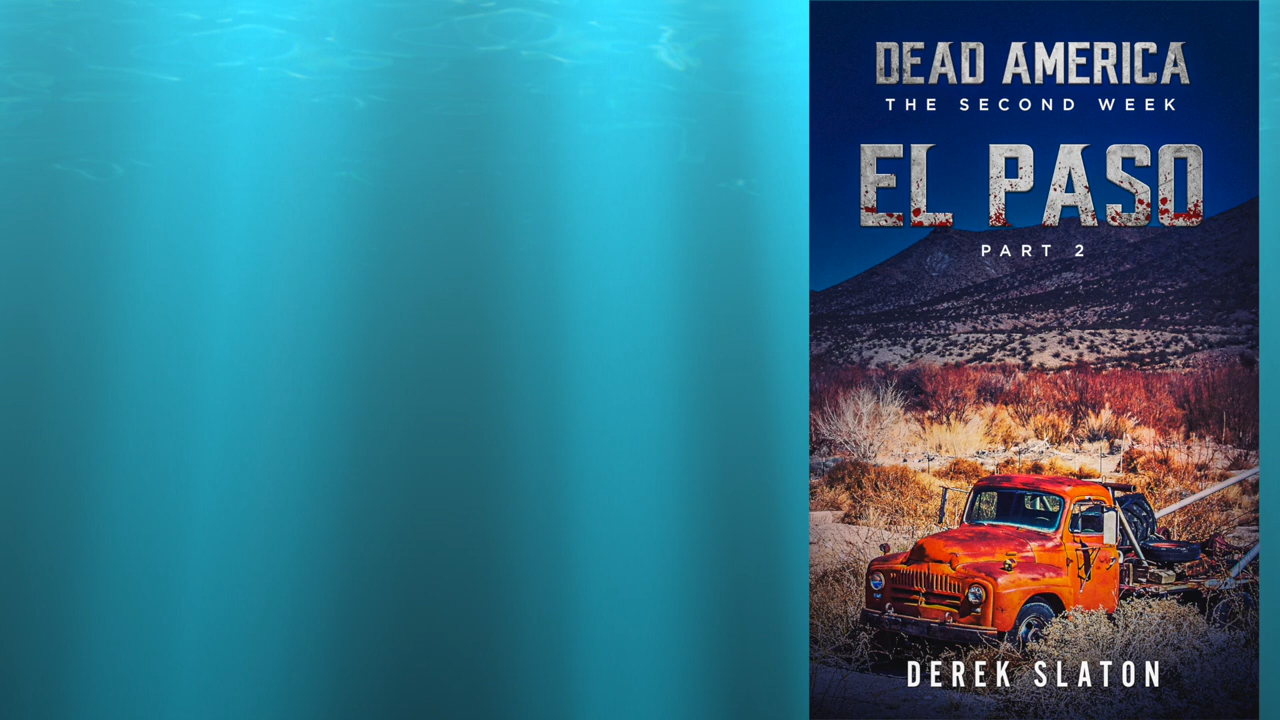 DEAD AMERICA
THE SECOND WEEK
EL PASO
PART 2
DEREK SLATON